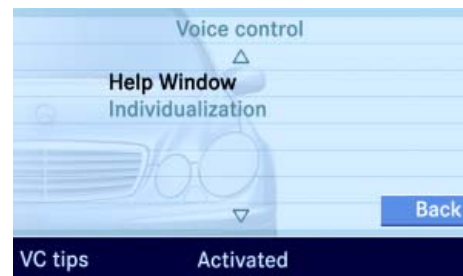 Voice control
Help Window
Individualization
Back
VC tips Activated